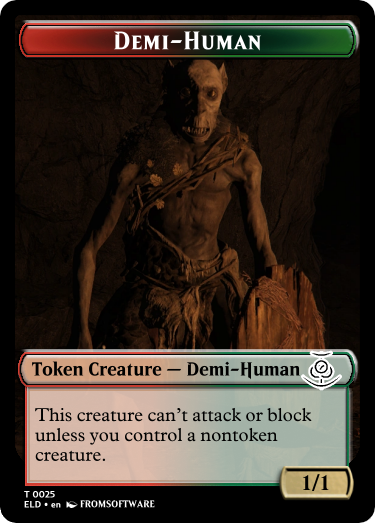 Demi-Human
Token Creature — Demi-Human
This creature can't attack or block
unless you control a nontoken
creature.
1/1
T 0025
ELD • en FROMSOFTWARE